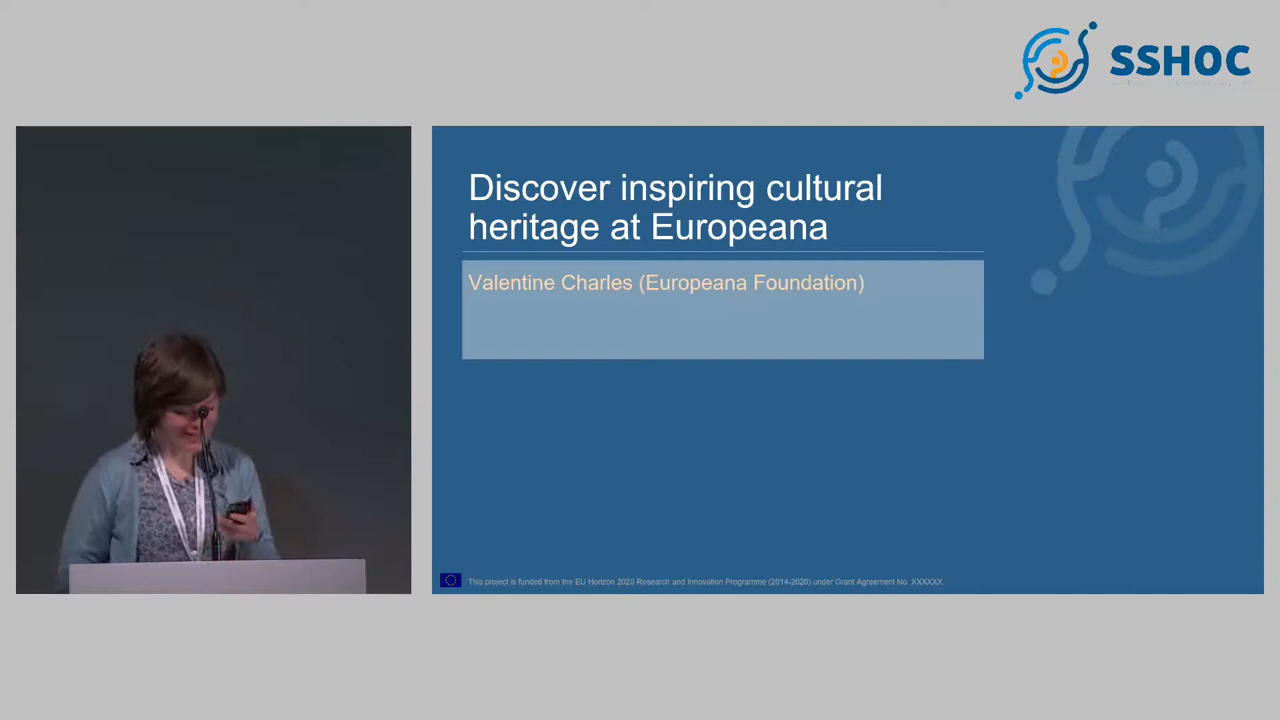 SSHOC
Discover inspiring cultural
heritage at Europeana
Valentine Charles (Europeana Foundation)
This project is funded from the EU Horizon 2020 Research and Innovation Programme (2014-2020) under Grant Agreement No. XXXXXX